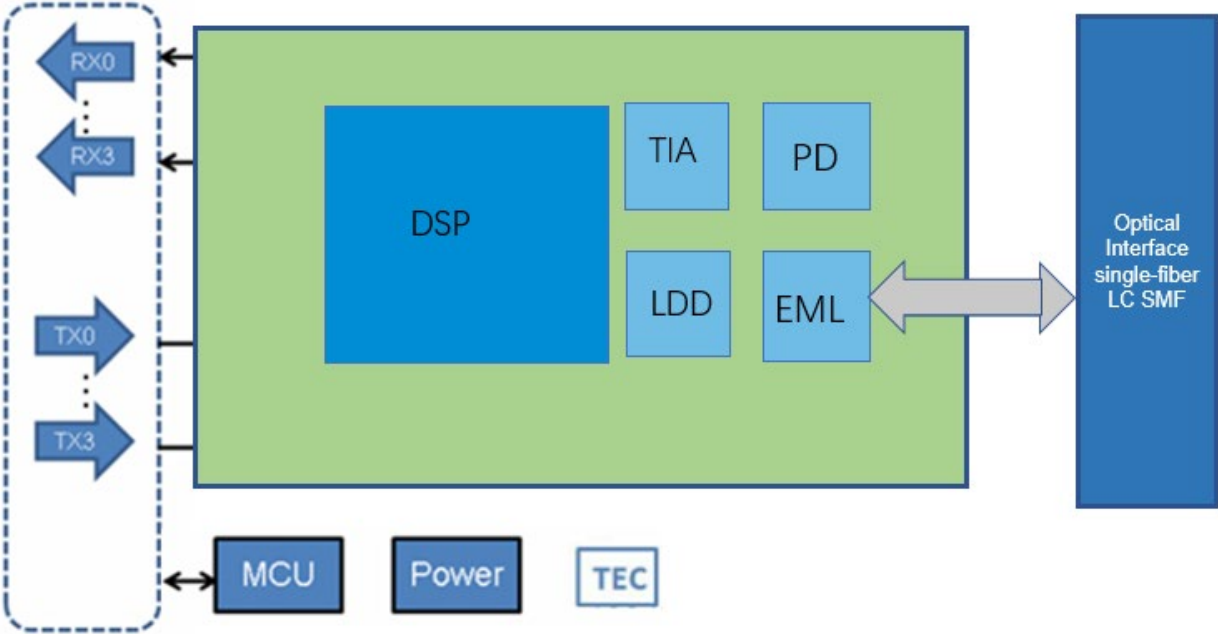 RX0
RX3
TX0
TX3
DSP
TIA
PD
LDD
EML
Optical
Interface
single-fiber
LC SMF
MCU
Power
TEC